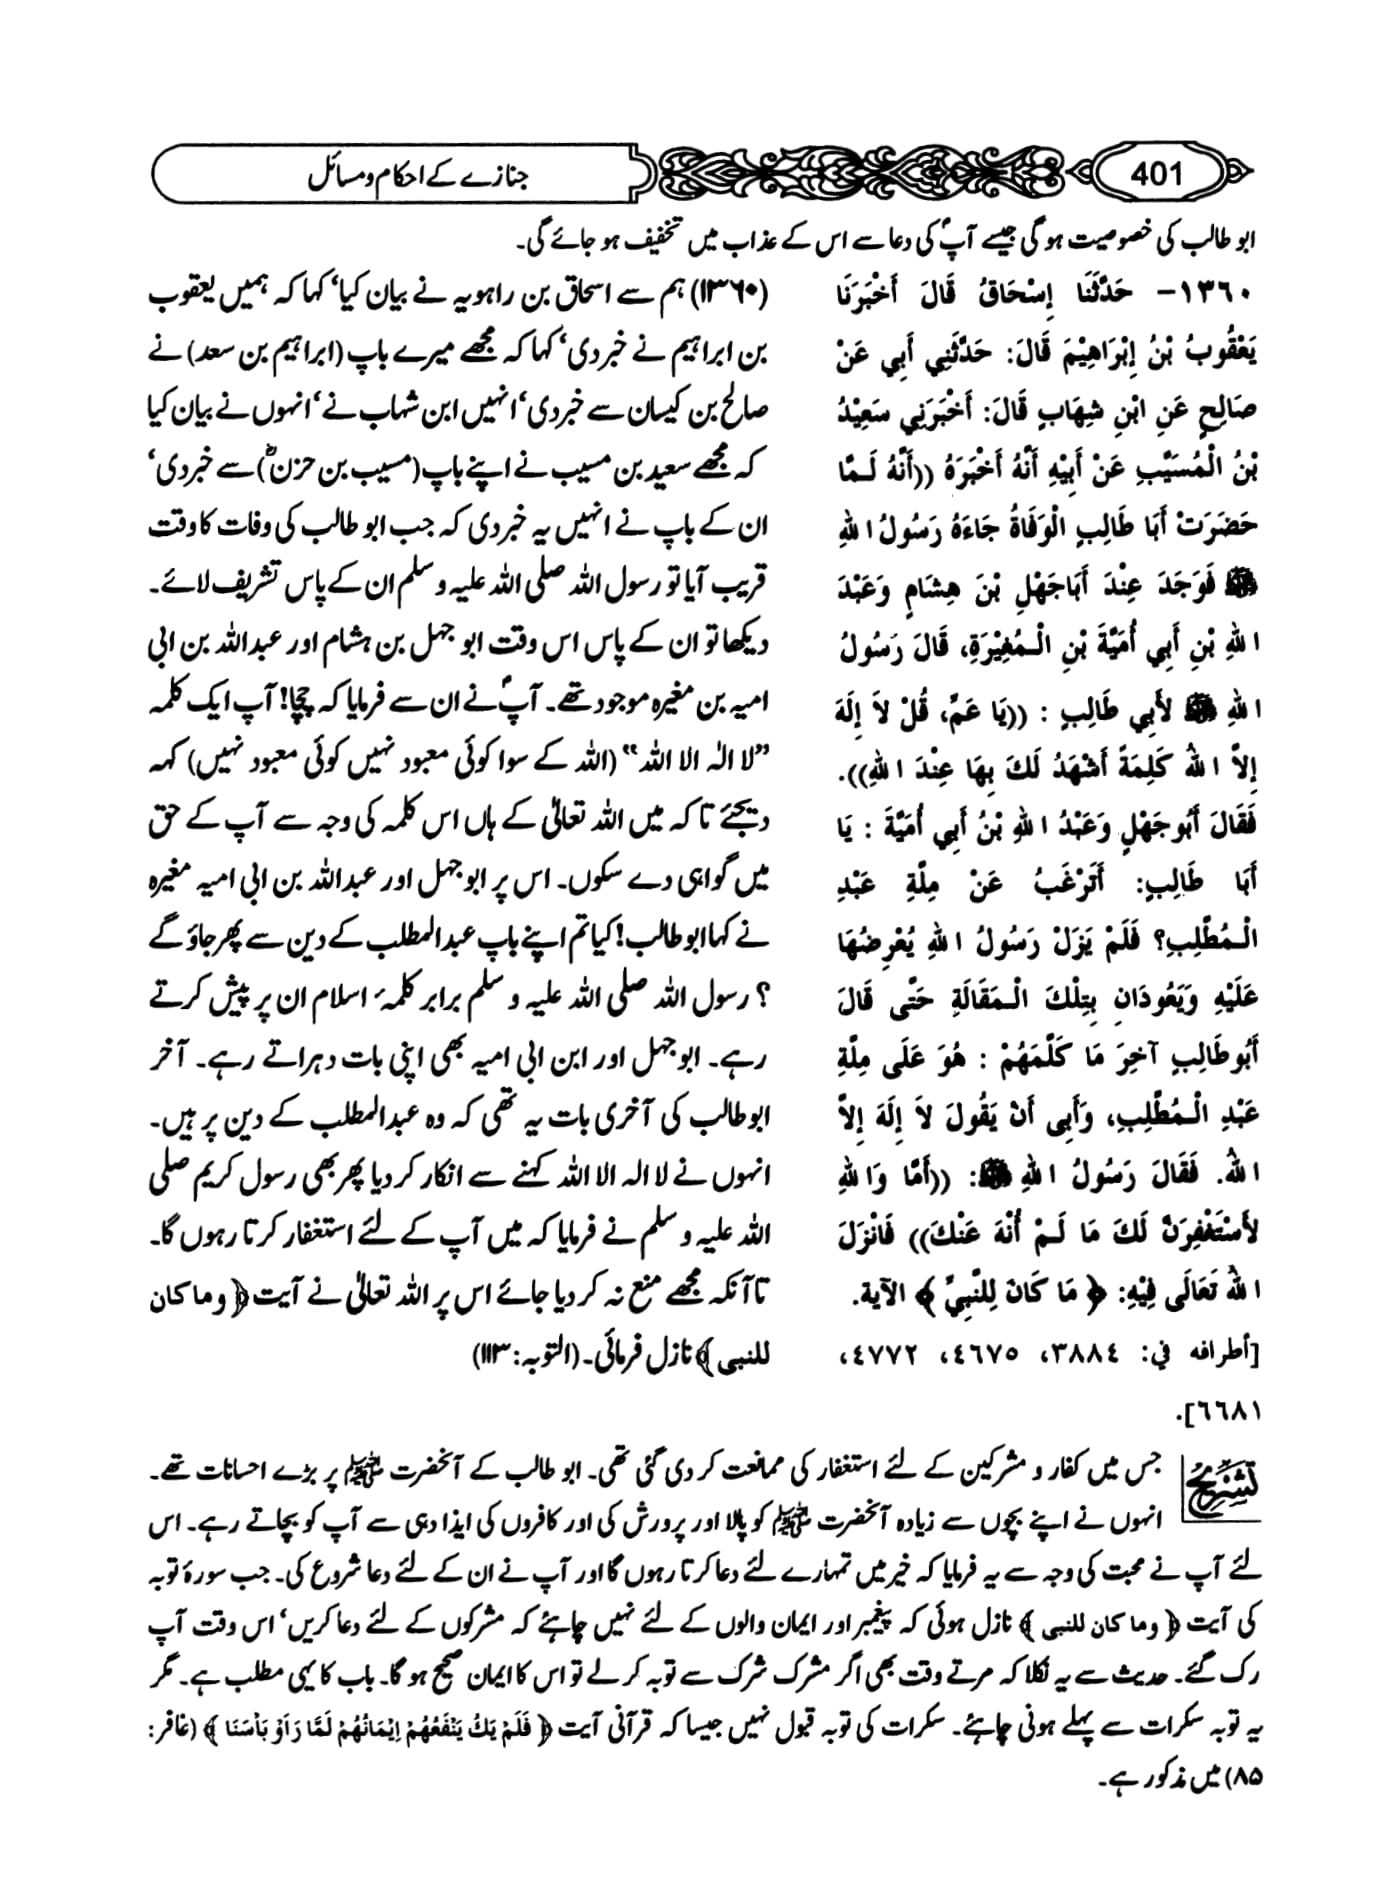 401
جنازے کے احکام و مسائل
ابو طالب کی خصوصیت ہوگی جیسے آپؐ کی دعا سے اس کے عذاب میں تخفیف ہو جائے گی۔
١٣٦٠- حَدَّثَنَا إِسْحَاقُ قَالَ أَخْبَرَنَا
يَعْقُوبُ بْنُ إِبْرَاهِيْمَ قَالَ: حَدَّثَنِي أَبِي عَنْ
صَالِحٍ عَنِ ابْنِ شِهَابٍ قَالَ: أَخْبَرَنِي سَعِيْدُ
بْنُ الْمُسَيَّبِ عَنْ أَبِيْهِ أَنَّهُ أَخْبَرَهُ ((أَنَّهُ لَـمَّا
حَضَرَتْ أَبَا طَالِبٍ الْوَفَاةُ جَاءَهُ رَسُولُ اللهِ
ﷺ فَوَجَدَ عِنْدَ أَبَاجَهْلِ بْنَ هِشَامٍ وَعَبْدَ
اللهِ بْنِ أَبِي أُمَيَّةَ بْنِ الْـمُغِيْرَةِ، قَالَ رَسُولُ
اللهِ ﷺ لأَبِي طَالِبٍ : ((يَا عَمِّ، قُلْ لاَ إِلَهَ
إِلاَّ اللهُ كَلِمَةً أَشْهَدُ لَكَ بِهَا عِنْدَ اللهِ)).
فَقَالَ أَبُوجَهْلٍ وَعَبْدُ اللهِ بْنُ أَبِي أُمَيَّةَ : يَا
أَبَا طَالِبٍ: أَتَرْغَبُ عَنْ مِلَّةِ عَبْدِ
الْـمُطَّلِبِ؟ فَلَمْ يَزَلْ رَسُولُ اللهِ يُعْرِضُهَا
عَلَيْهِ وَيَعُودَانِ بِتِلْكَ الْـمَقَالَةِ حَتَّى قَالَ
أَبُوطَالِبٍ آخِرَ مَا كَلَّمَهُمْ : هُوَ عَلَى مِلَّةِ
عَبْدِ الْـمُطَّلِبِ، وَأَبَى أَنْ يَقُولَ لاَ إِلَهَ إِلاَّ
اللهُ. فَقَالَ رَسُولُ اللهِ ﷺ: ((أَمَّا وَاللهِ
لأَسْتَغْفِرَنَّ لَكَ مَا لَـمْ أُنْهَ عَنْكَ)) فَانْزَلَ
اللهُ تَعَالَى فِيْهِ: ﴿ مَا كَانَ لِلنَّبِيِّ ﴾ الآيَةَ.
[أطرافه في: ٣٨٨٤، ٤٦٧٥، ٤٧٧٢،
٦٦٨١].
(۱۳۶۰) ہم سے اسحاق بن راہویہ نے بیان کیا‘ کہا کہ ہمیں یعقوب
بن ابراہیم نے خبر دی‘ کہا کہ مجھے میرے باپ (ابراہیم بن سعد) نے
صالح بن کیسان سے خبر دی‘ انہیں ابن شہاب نے‘ انہوں نے بیان کیا
کہ مجھے سعید بن مسیب نے اپنے باپ (مسیب بن حزنؓ) سے خبر دی‘
ان کے باپ نے انہیں یہ خبر دی کہ جب ابو طالب کی وفات کا وقت
قریب آیا تو رسول اللہ صلی اللہ علیہ و سلم ان کے پاس تشریف لائے۔
دیکھا تو ان کے پاس اس وقت ابو جہل بن ہشام اور عبداللہ بن ابی
امیہ بن مغیرہ موجود تھے۔ آپؐ نے ان سے فرمایا کہ چچا! آپ ایک کلمہ
”لا الہ الا اللہ“ (اللہ کے سوا کوئی معبود نہیں کوئی معبود نہیں) کہہ
دیجئے تا کہ میں اللہ تعالیٰ کے ہاں اس کلمہ کی وجہ سے آپ کے حق
میں گواہی دے سکوں۔ اس پر ابو جہل اور عبداللہ بن ابی امیہ مغیرہ
نے کہا ابو طالب! کیا تم اپنے باپ عبدالمطلب کے دین سے پھر جاؤ گے
؟ رسول اللہ صلی اللہ علیہ و سلم برابر کلمۂ اسلام ان پر پیش کرتے
رہے۔ ابو جہل اور ابن ابی امیہ بھی اپنی بات دہراتے رہے۔ آخر
ابو طالب کی آخری بات یہ تھی کہ وہ عبدالمطلب کے دین پر ہیں۔
انہوں نے لا الہ الا اللہ کہنے سے انکار کر دیا پھر بھی رسول کریم صلی
اللہ علیہ و سلم نے فرمایا کہ میں آپ کے لئے استغفار کرتا رہوں گا۔
تا آنکہ مجھے منع نہ کر دیا جائے اس پر اللہ تعالیٰ نے آیت ﴿ وما کان
للنبی ﴾ نازل فرمائی۔ (التوبہ: ۱۱۳)
تشریح
جس میں کفار و مشرکین کے لئے استغفار کی ممانعت کر دی گئی تھی۔ ابو طالب کے آنحضرت ﷺ پر بڑے احسانات تھے۔
انہوں نے اپنے بچوں سے زیادہ آنحضرت ﷺ کو پالا اور پرورش کی اور کافروں کی ایذا دہی سے آپ کو بچاتے رہے۔ اس
لئے آپ نے محبت کی وجہ سے یہ فرمایا کہ خیر میں تمہارے لئے دعا کرتا رہوں گا اور آپ نے ان کے لئے دعا شروع کی۔ جب سورۂ توبہ
کی آیت ﴿ وما کان للنبی ﴾ نازل ہوئی کہ پیغمبر اور ایمان والوں کے لئے نہیں چاہئے کہ مشرکوں کے لئے دعا کریں‘ اس وقت آپ
رک گئے۔ حدیث سے یہ نکلا کہ مرتے وقت بھی اگر مشرک شرک سے توبہ کر لے تو اس کا ایمان صحیح ہو گا۔ باب کا یہی مطلب ہے۔ مگر
یہ توبہ سکرات سے پہلے ہونی چاہئے۔ سکرات کی توبہ قبول نہیں جیسا کہ قرآنی آیت ﴿ فَلَمْ يَكُ يَنْفَعُهُمْ اِيْمَانُهُمْ لَمَّا رَاَوْ بَاْسَنَا ﴾ (غافر:
۸۵) میں مذکور ہے۔